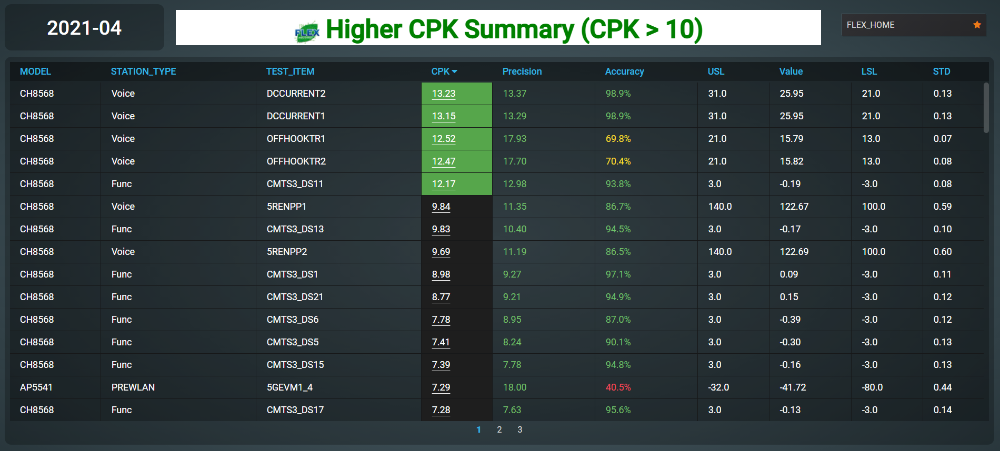 2021-04
FLEX Higher CPK Summary (CPK > 10)
FLEX_HOME
MODEL STATION_TYPE TEST_ITEM CPK Precision Accuracy USL Value LSL STD
CH8568 Voice DCCURRENT2 13.23 13.37 98.9% 31.0 25.95 21.0 0.13
CH8568 Voice DCCURRENT1 13.15 13.29 98.9% 31.0 25.95 21.0 0.13
CH8568 Voice OFFHOOKTR1 12.52 17.93 69.8% 21.0 15.79 13.0 0.07
CH8568 Voice OFFHOOKTR2 12.47 17.70 70.4% 21.0 15.82 13.0 0.08
CH8568 Func CMTS3_DS11 12.17 12.98 93.8% 3.0 -0.19 -3.0 0.08
CH8568 Voice 5RENPP1 9.84 11.35 86.7% 140.0 122.67 100.0 0.59
CH8568 Func CMTS3_DS13 9.83 10.40 94.5% 3.0 -0.17 -3.0 0.10
CH8568 Voice 5RENPP2 9.69 11.19 86.5% 140.0 122.69 100.0 0.60
CH8568 Func CMTS3_DS1 8.98 9.27 97.1% 3.0 0.09 -3.0 0.11
CH8568 Func CMTS3_DS21 8.77 9.21 94.9% 3.0 0.15 -3.0 0.12
CH8568 Func CMTS3_DS6 7.78 8.95 87.0% 3.0 -0.39 -3.0 0.12
CH8568 Func CMTS3_DS5 7.41 8.24 90.1% 3.0 -0.30 -3.0 0.13
CH8568 Func CMTS3_DS15 7.39 7.78 94.8% 3.0 -0.16 -3.0 0.13
AP5541 PREWLAN 5GEVM1_4 7.29 18.00 40.5% -32.0 -41.72 -80.0 0.44
CH8568 Func CMTS3_DS17 7.28 7.63 95.6% 3.0 -0.13 -3.0 0.14
1 2 3